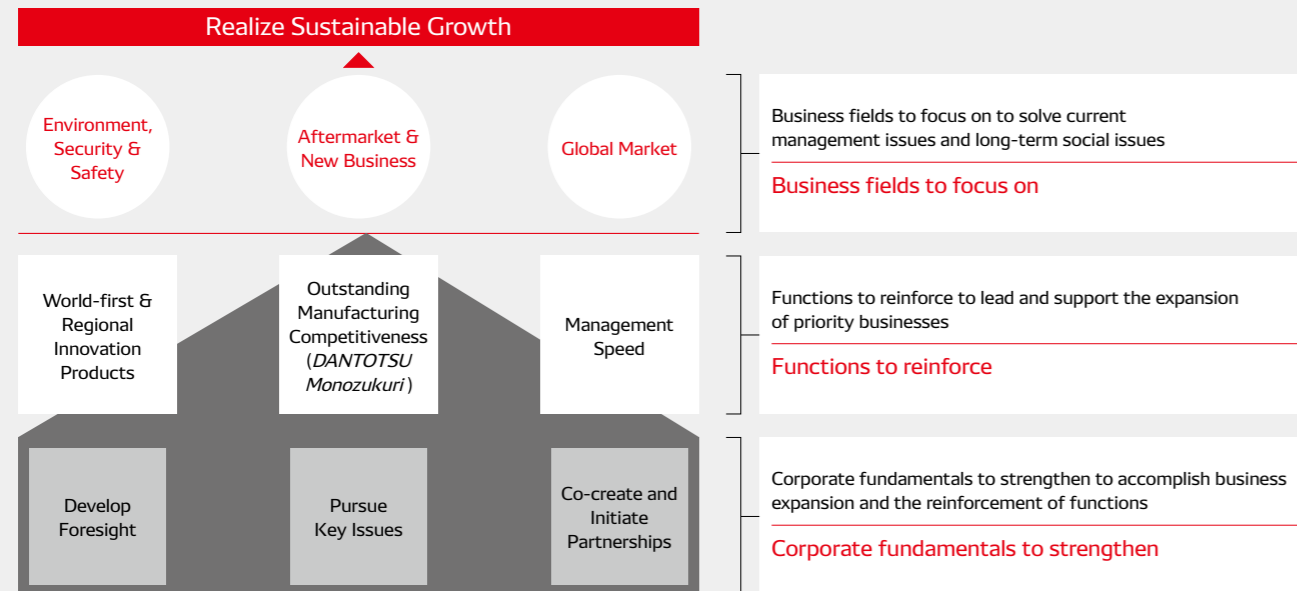 Realize Sustainable Growth
Environment,
Security &
Safety
Aftermarket &
New Business
Global Market
Business fields to focus on to solve current
management issues and long-term social issues
Business fields to focus on
World-first &
Regional
Innovation
Products
Outstanding
Manufacturing
Competitiveness
(DANTOTSU
Monozukuri)
Management
Speed
Functions to reinforce to lead and support the expansion
of priority businesses
Functions to reinforce
Develop
Foresight
Pursue
Key Issues
Co-create and
Initiate
Partnerships
Corporate fundamentals to strengthen to accomplish business
expansion and the reinforcement of functions
Corporate fundamentals to strengthen